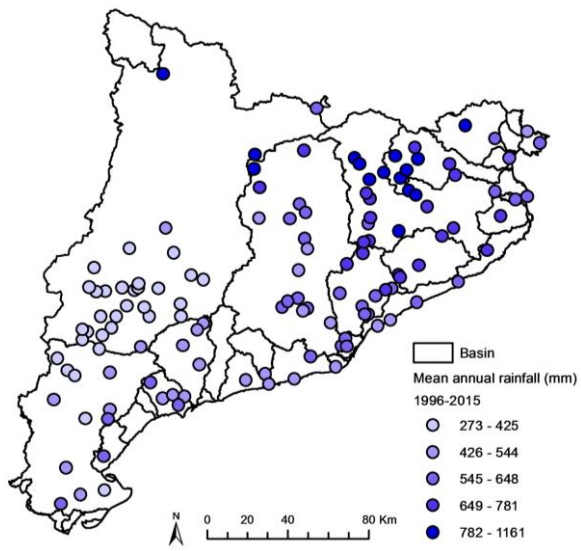 Basin
Mean annual rainfall (mm)
1996-2015
273 - 425
426 - 544
545 - 648
649 - 781
782 - 1161
N
0 20 40 80 Km